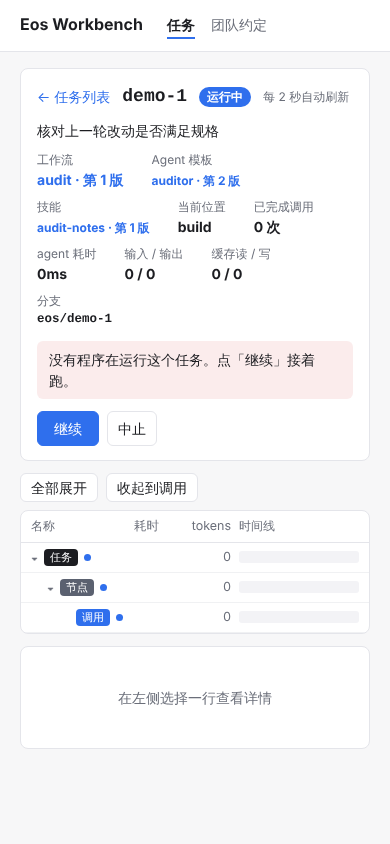 Eos Workbench 任务 团队约定
← 任务列表 demo-1 运行中 每 2 秒自动刷新
核对上一轮改动是否满足规格
工作流 Agent 模板
audit · 第 1 版 auditor · 第 2 版
技能 当前位置 已完成调用
audit-notes · 第 1 版 build 0 次
agent 耗时 输入 / 输出 缓存读 / 写
0ms 0 / 0 0 / 0
分支
eos/demo-1
没有程序在运行这个任务。点「继续」接着
跑。
继续 中止
全部展开 收起到调用
名称 耗时 tokens 时间线
任务 0
节点 0
调用 0
在左侧选择一行查看详情